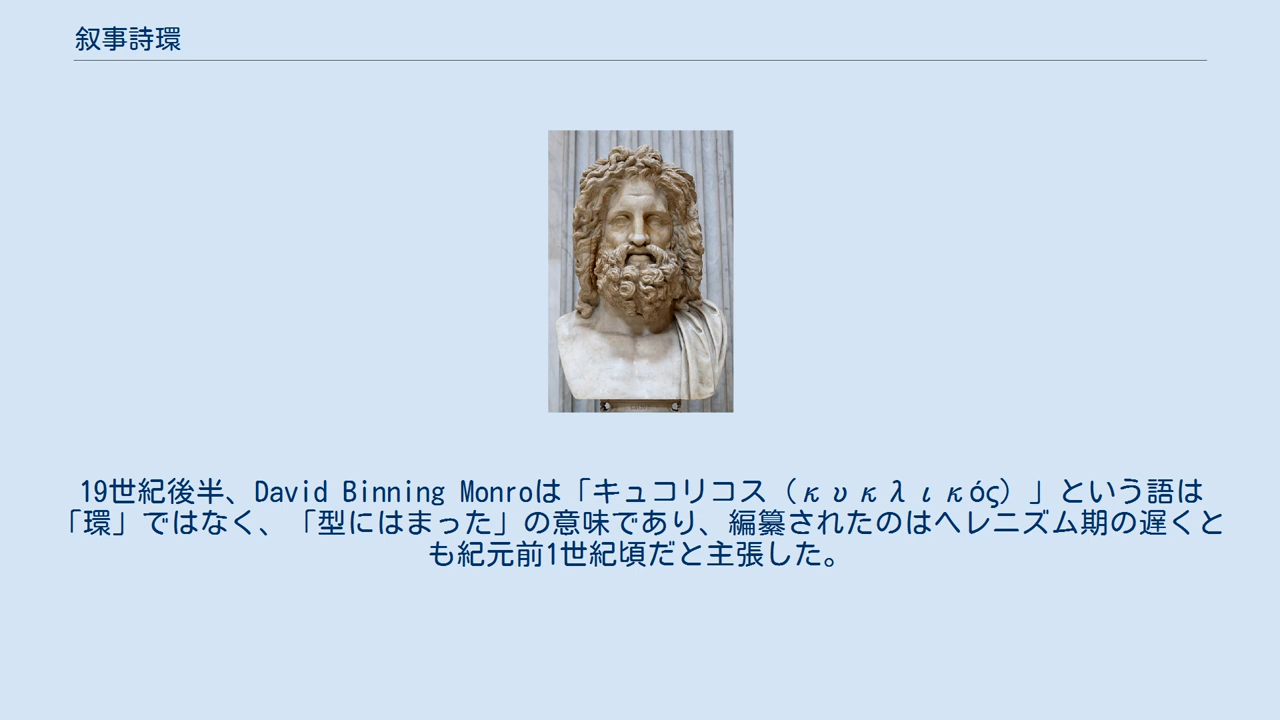 叙事詩環
19世紀後半、David Binning Monroは「キュコリコス（κυκλικός）」という語は
「環」ではなく、「型にはまった」の意味であり、編纂されたのはヘレニズム期の遅くと
も紀元前1世紀頃だと主張した。